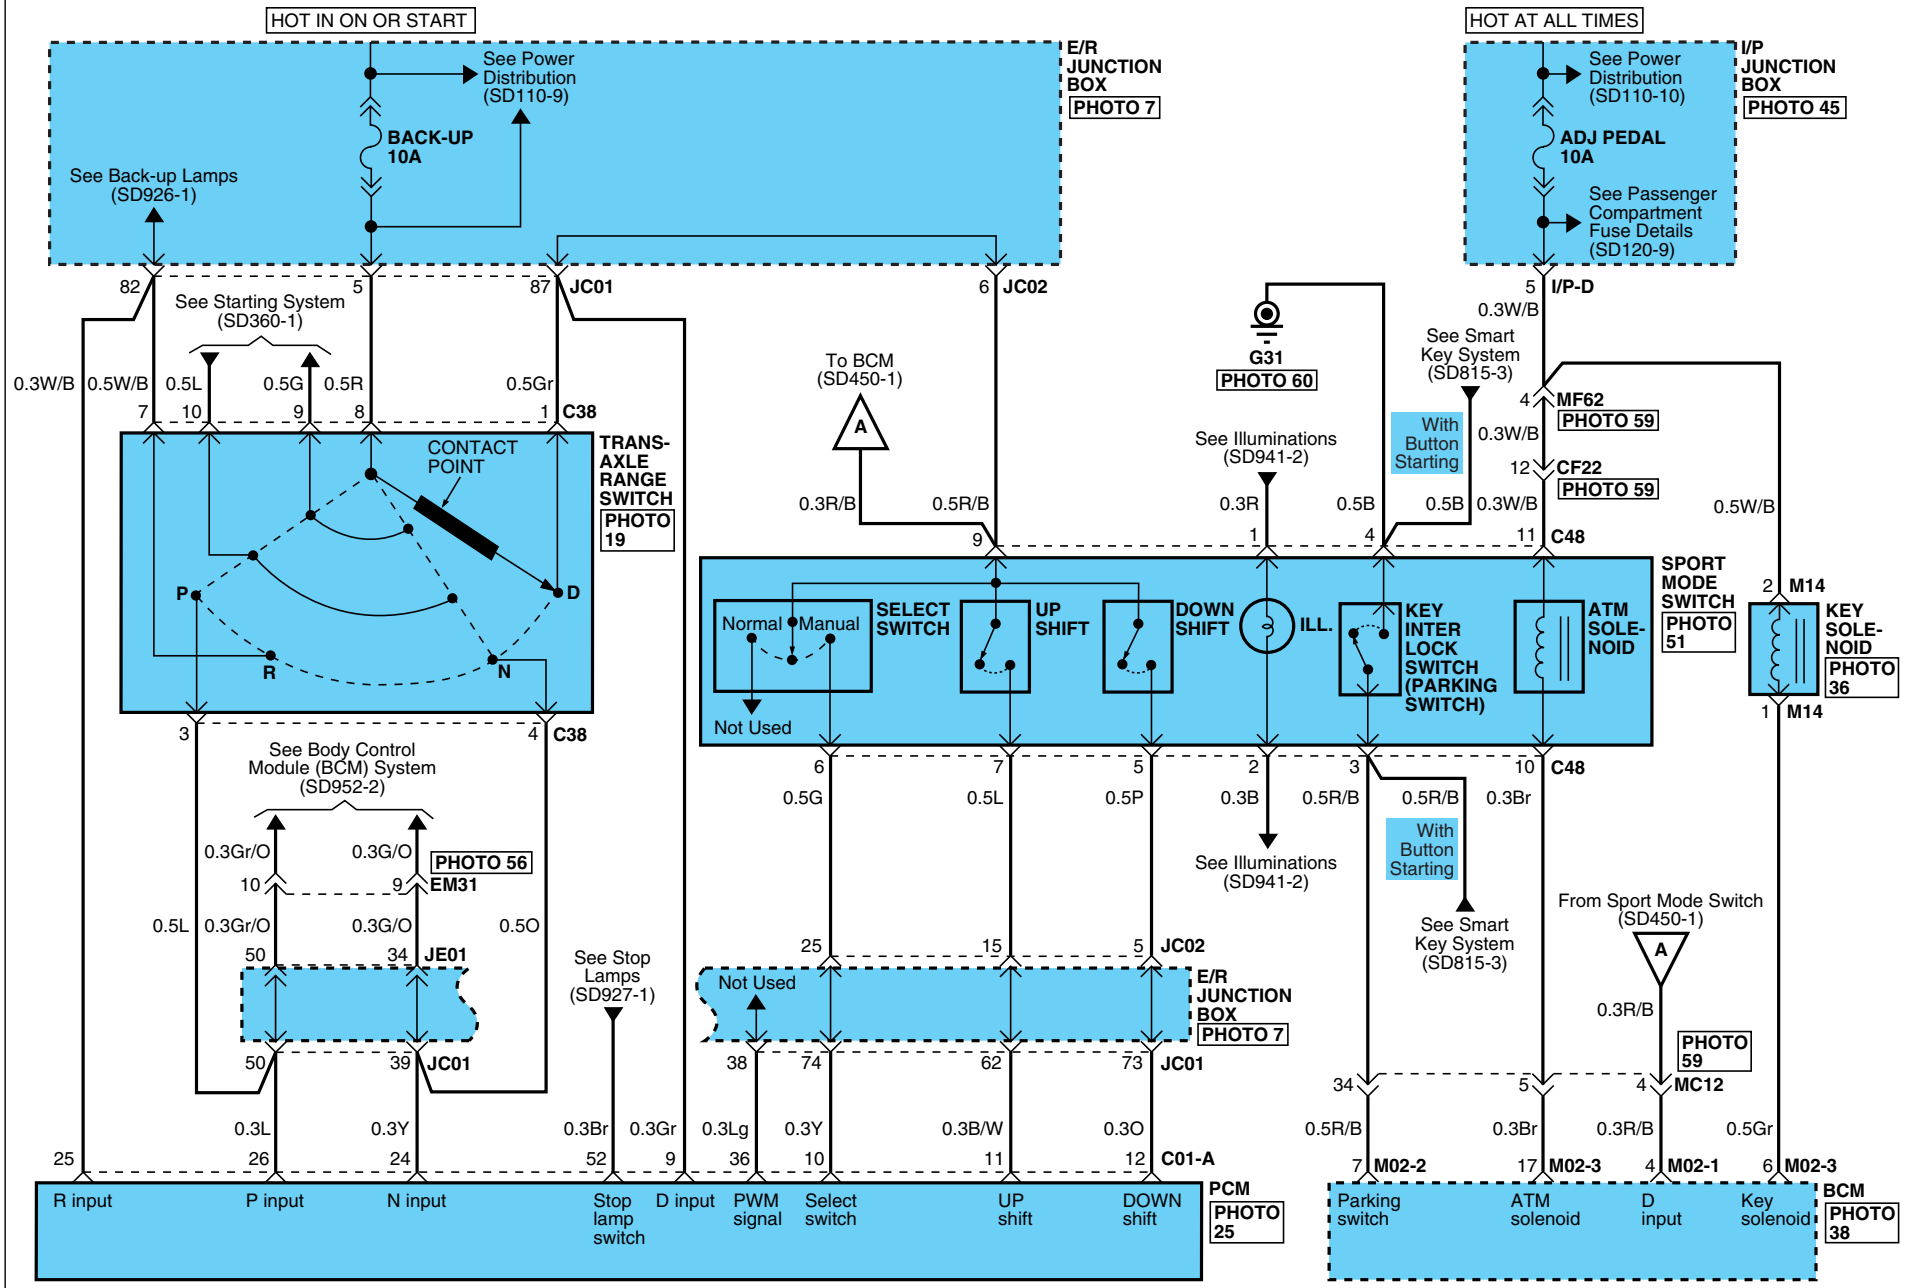 HOT IN ON OR START
HOT AT ALL TIMES
See Power
Distribution
(SD110-9)
BACK-UP
10A
See Back-up Lamps
(SD926-1)
E/R
JUNCTION
BOX
PHOTO 7
See Power
Distribution
(SD110-10)
ADJ PEDAL
10A
See Passenger
Compartment
Fuse Details
(SD120-9)
I/P
JUNCTION
BOX
PHOTO 45
82
5
87
JC01
6
JC02
5
I/P-D
See Starting System
(SD360-1)
0.3W/B
0.5W/B
0.5L
0.5G
0.5R
0.5Gr
7
10
9
8
1
C38
TRANS-
AXLE
RANGE
SWITCH
PHOTO
19
CONTACT
POINT
P
R
N
D
3
4
C38
To BCM
(SD450-1)
A
0.3R/B
0.5R/B
G31
PHOTO 60
See Illuminations
(SD941-2)
0.3R
0.5B
See Smart
Key System
(SD815-3)
With
Button
Starting
0.5B
0.3W/B
4
MF62
PHOTO 59
0.3W/B
12
CF22
PHOTO 59
0.3W/B
0.5W/B
9
1
4
11
C48
SPORT
MODE
SWITCH
PHOTO
51
Normal
Manual
SELECT
SWITCH
Not Used
UP
SHIFT
DOWN
SHIFT
ILL.
KEY
INTER
LOCK
SWITCH
(PARKING
SWITCH)
ATM
SOLE-
NOID
2
M14
KEY
SOLE-
NOID
PHOTO
36
1
M14
6
7
5
2
3
10
C48
0.5G
0.5L
0.5P
0.3B
0.5R/B
0.5R/B
0.3Br
See Illuminations
(SD941-2)
With
Button
Starting
See Smart
Key System
(SD815-3)
From Sport Mode Switch
(SD450-1)
A
0.3R/B
See Body Control
Module (BCM) System
(SD952-2)
0.3Gr/O
0.3G/O
PHOTO 56
10
9
EM31
0.5L
0.3Gr/O
0.3G/O
0.5O
50
34
JE01
See Stop
Lamps
(SD927-1)
25
15
5
JC02
Not Used
E/R
JUNCTION
BOX
PHOTO 7
50
39
JC01
38
74
62
73
JC01
PHOTO
59
34
5
4
MC12
0.3L
0.3Y
0.3Br
0.3Gr
0.3Lg
0.3Y
0.3B/W
0.3O
0.5R/B
0.3Br
0.3R/B
0.5Gr
25
26
24
52
9
36
10
11
12
C01-A
7
M02-2
17
M02-3
4
M02-1
6
M02-3
R input
P input
N input
Stop
lamp
switch
D input
PWM
signal
Select
switch
UP
shift
DOWN
shift
PCM
PHOTO
25
Parking
switch
ATM
solenoid
D
input
Key
solenoid
BCM
PHOTO
38